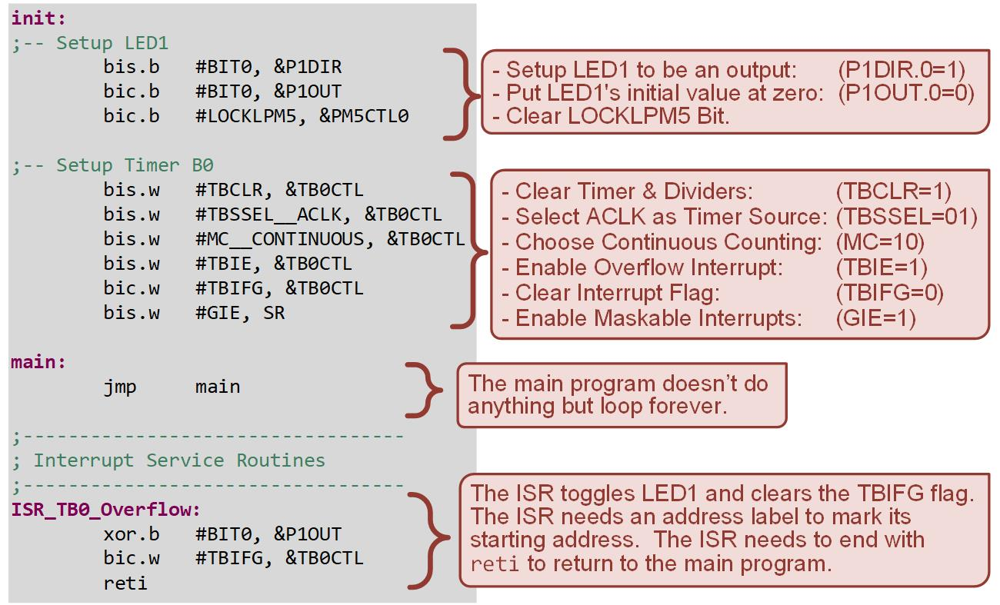 init:
;-- Setup LED1
bis.b #BIT0, &P1DIR
bic.b #BIT0, &P1OUT
bic.b #LOCKLPM5, &PM5CTL0
- Setup LED1 to be an output: (P1DIR.0=1)
- Put LED1's initial value at zero: (P1OUT.0=0)
- Clear LOCKLPM5 Bit.
;-- Setup Timer B0
bis.w #TBCLR, &TB0CTL
bis.w #TBSSEL__ACLK, &TB0CTL
bis.w #MC__CONTINUOUS, &TB0CTL
bis.w #TBIE, &TB0CTL
bic.w #TBIFG, &TB0CTL
bis.w #GIE, SR
- Clear Timer & Dividers: (TBCLR=1)
- Select ACLK as Timer Source: (TBSSEL=01)
- Choose Continuous Counting: (MC=10)
- Enable Overflow Interrupt: (TBIE=1)
- Clear Interrupt Flag: (TBIFG=0)
- Enable Maskable Interrupts: (GIE=1)
main:
jmp main
The main program doesn’t do
anything but loop forever.
;----------------------------------
; Interrupt Service Routines
;----------------------------------
ISR_TB0_Overflow:
xor.b #BIT0, &P1OUT
bic.w #TBIFG, &TB0CTL
reti
The ISR toggles LED1 and clears the TBIFG flag.
The ISR needs an address label to mark its
starting address. The ISR needs to end with
reti to return to the main program.